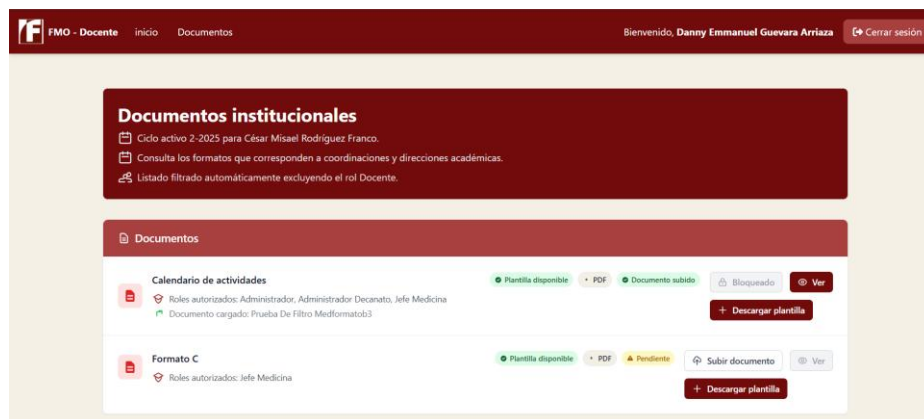 FMO - Docente inicio Documentos Bienvenido, Danny Emmanuel Guevara Arriaza Cerrar sesión
Documentos institucionales
Ciclo activo 2-2025 para César Misael Rodríguez Franco.
Consulta los formatos que corresponden a coordinaciones y direcciones académicas.
Listado filtrado automáticamente excluyendo el rol Docente.
Documentos
Calendario de actividades Plantilla disponible • PDF Documento subido Bloqueado Ver
Roles autorizados: Administrador, Administrador Decanato, Jefe Medicina
Documento cargado: Prueba De Filtro Medformatob3
+ Descargar plantilla
Formato C Plantilla disponible • PDF Pendiente Subir documento Ver
Roles autorizados: Jefe Medicina
+ Descargar plantilla